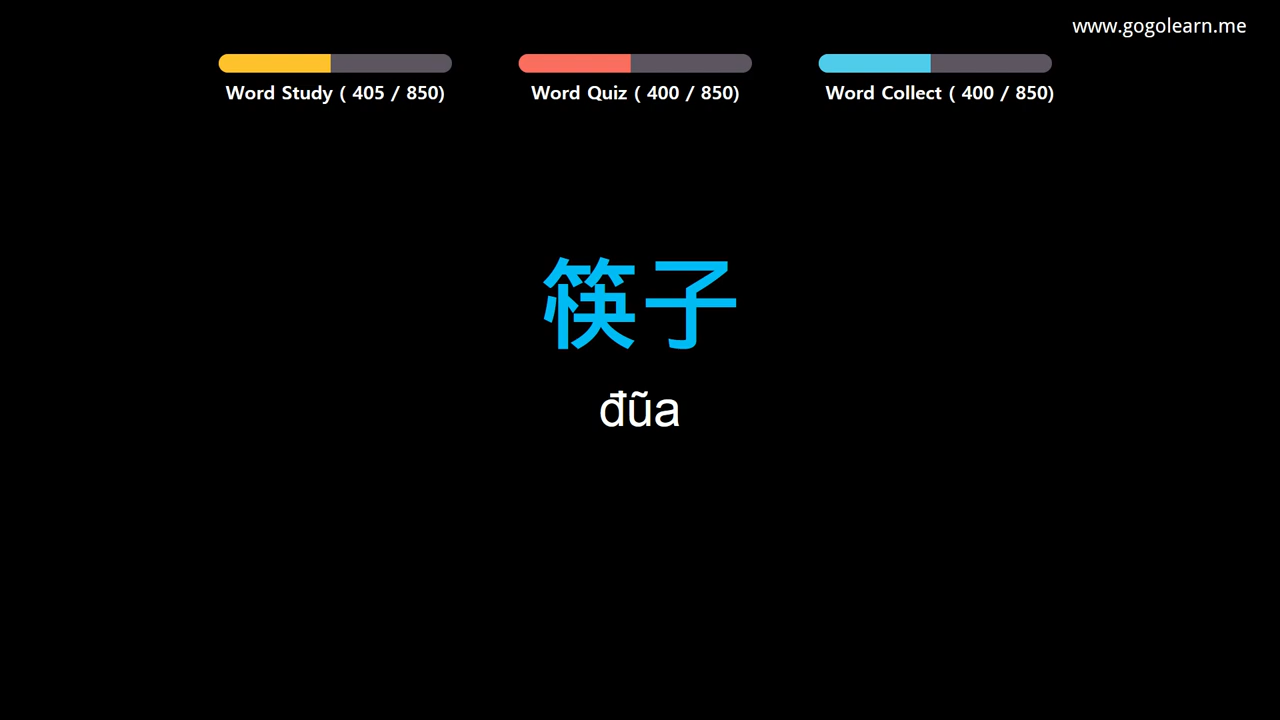 www.gogolearn.me
Word Study ( 405 / 850)
Word Quiz ( 400 / 850)
Word Collect ( 400 / 850)
筷子
đũa